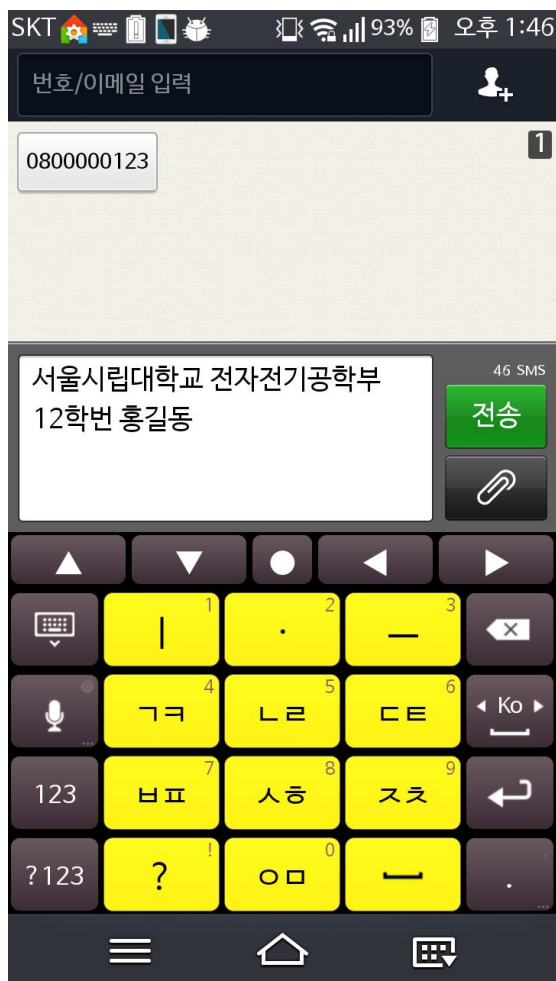 SKT 93% 오후 1:46
번호/이메일 입력
0800000123
1
46 SMS
서울시립대학교 전자전기공학부
12학번 홍길동
전송
1 2 3
ㅣ · ㅡ
4 5 6
ㄱㅋ ㄴㄹ ㄷㅌ Ko
7 8 9
123 ㅂㅍ ㅅㅎ ㅈㅊ
! 0
?123 ? ㅇㅁ .